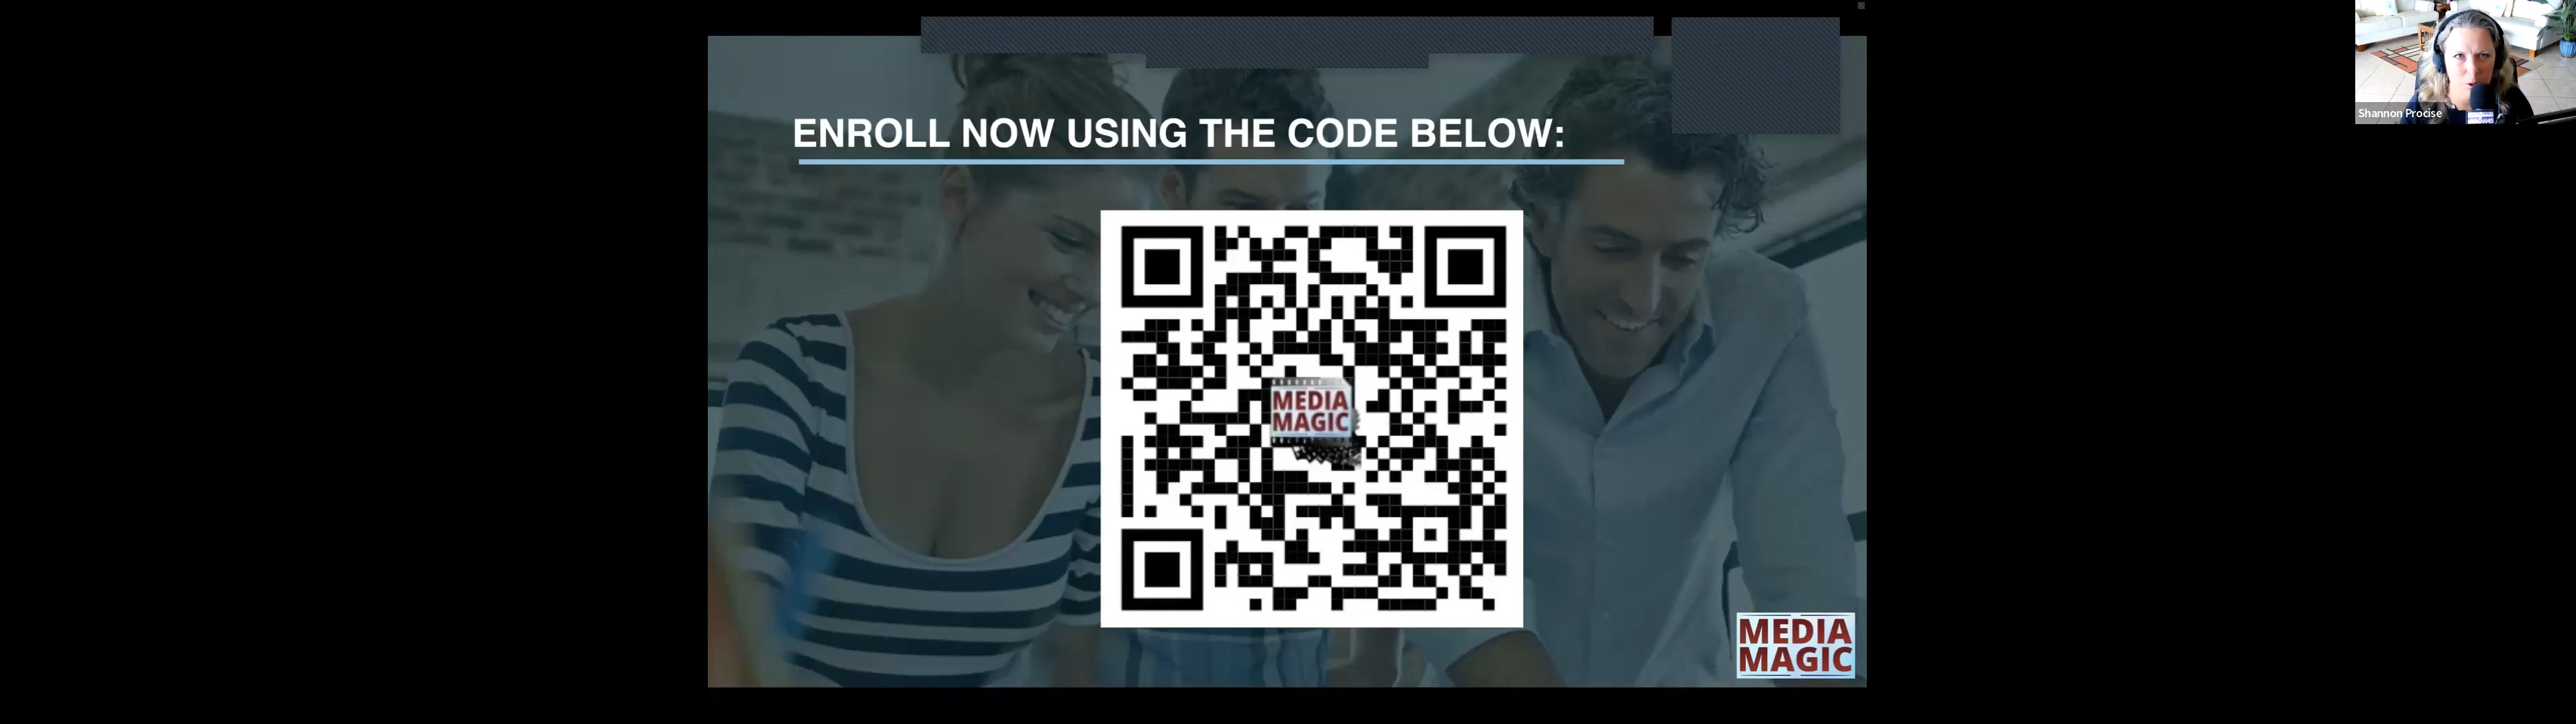 ENROLL NOW USING THE CODE BELOW:
MEDIA
MAGIC
MEDIA
MAGIC
Shannon Procise